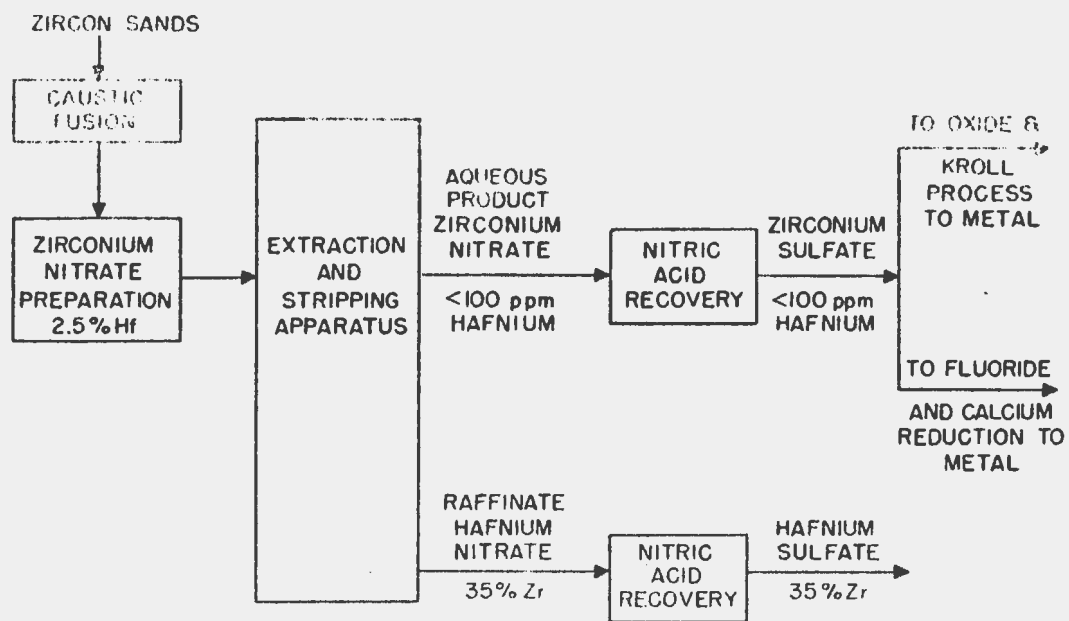 ZIRCON SANDS
CAUSTIC
FUSION
ZIRCONIUM
NITRATE
PREPARATION
2.5% Hf
EXTRACTION
AND
STRIPPING
APPARATUS
AQUEOUS
PRODUCT
ZIRCONIUM
NITRATE
<100 ppm
HAFNIUM
NITRIC
ACID
RECOVERY
ZIRCONIUM
SULFATE
<100 ppm
HAFNIUM
TO OXIDE &
KROLL
PROCESS
TO METAL
TO FLUORIDE
AND CALCIUM
REDUCTION TO
METAL
RAFFINATE
HAFNIUM
NITRATE
35% Zr
NITRIC
ACID
RECOVERY
HAFNIUM
SULFATE
35% Zr